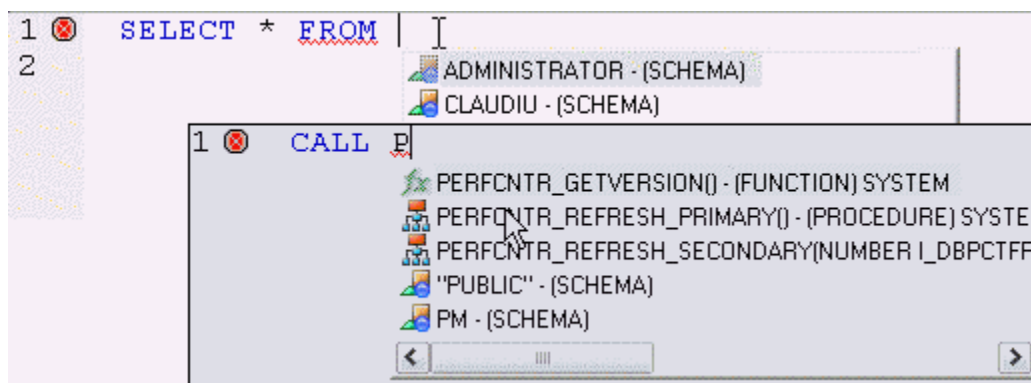 1 SELECT * FROM
2
ADMINISTRATOR - (SCHEMA)
CLAUDIU - (SCHEMA)
1 CALL P
PERFCNTR_GETVERSION() - (FUNCTION) SYSTEM
PERFCNTR_REFRESH_PRIMARY() - (PROCEDURE) SYSTE
PERFCNTR_REFRESH_SECONDARY(NUMBER I_DBPCTFR
"PUBLIC" - (SCHEMA)
PM - (SCHEMA)